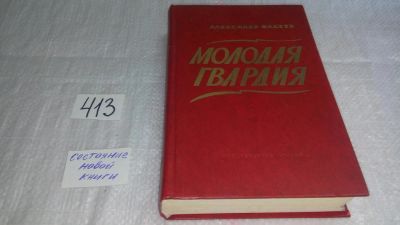 АЛЕКСАНДР ФАДЕЕВ
МОЛОДАЯ
ГВАРДИЯ
413
состояние
новой
книги